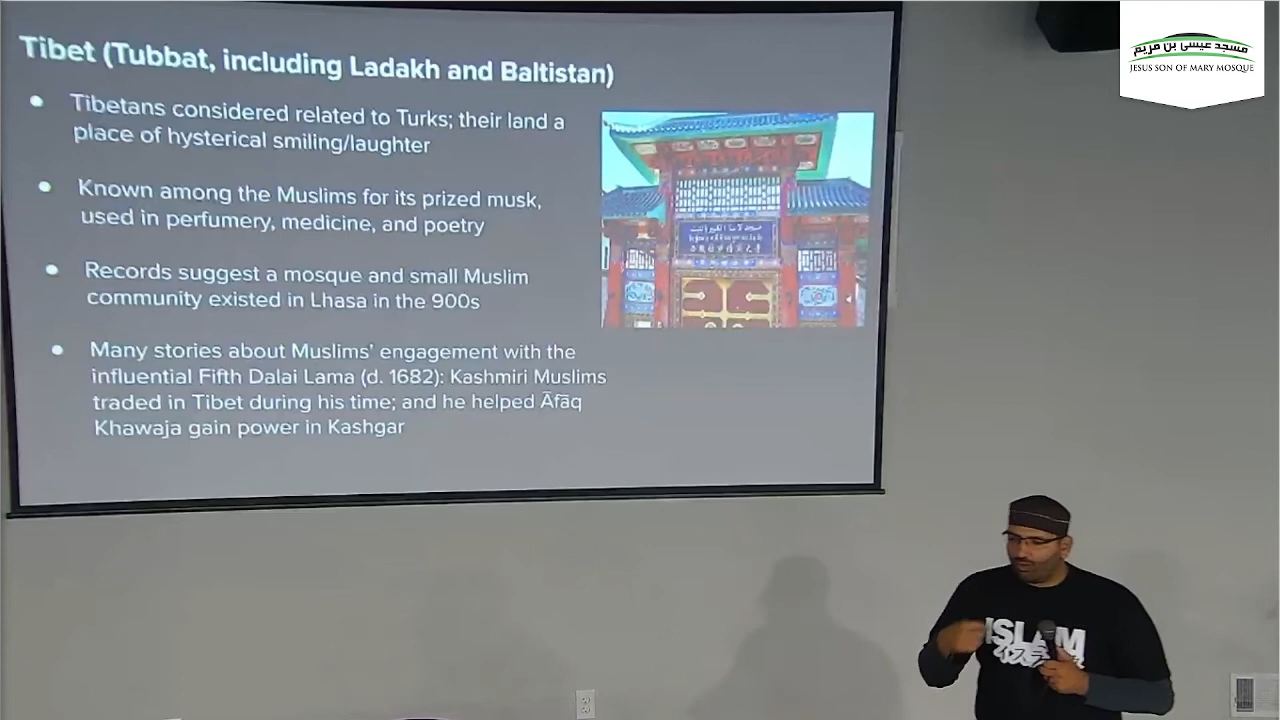 Tibet (Tubbat, including Ladakh and Baltistan)
• Tibetans considered related to Turks; their land a
place of hysterical smiling/laughter
• Known among the Muslims for its prized musk,
used in perfumery, medicine, and poetry
• Records suggest a mosque and small Muslim
community existed in Lhasa in the 900s
• Many stories about Muslims’ engagement with the
influential Fifth Dalai Lama (d. 1682): Kashmiri Muslims
traded in Tibet during his time; and he helped Āfāq
Khawaja gain power in Kashgar
مسجد عيسى بن مريم
JESUS SON OF MARY MOSQUE
ISLAM